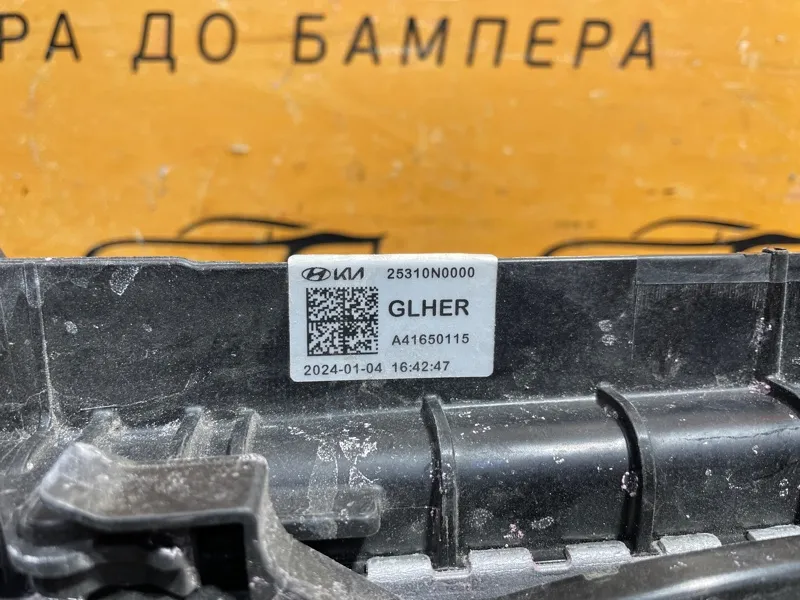 РА ДО БАМПЕРА
KIA 25310N0000
GLHER
A41650115
2024-01-04 16:42:47